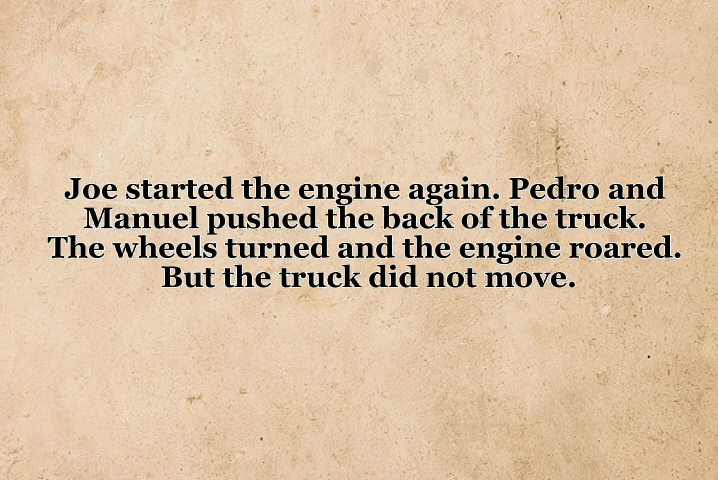 Joe started the engine again. Pedro and
Manuel pushed the back of the truck.
The wheels turned and the engine roared.
But the truck did not move.